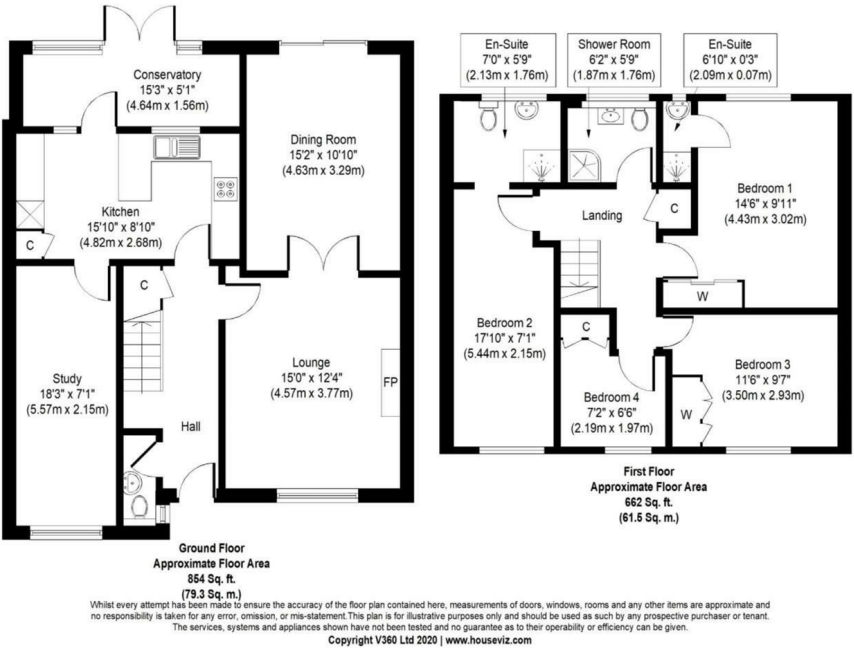 En-Suite
7'0" x 5'9"
(2.13m x 1.76m)
Shower Room
6'2" x 5'9"
(1.87m x 1.76m)
En-Suite
6'10" x 0'3"
(2.09m x 0.07m)
Conservatory
15'3" x 5'1"
(4.64m x 1.56m)
Dining Room
15'2" x 10'10"
(4.63m x 3.29m)
Kitchen
15'10" x 8'10"
(4.82m x 2.68m)
C
C
Study
18'3" x 7'1"
(5.57m x 2.15m)
Hall
Lounge
15'0" x 12'4"
(4.57m x 3.77m)
FP
Landing
C
Bedroom 1
14'6" x 9'11"
(4.43m x 3.02m)
W
Bedroom 2
17'10" x 7'1"
(5.44m x 2.15m)
C
Bedroom 3
11'6" x 9'7"
(3.50m x 2.93m)
W
Bedroom 4
7'2" x 6'6"
(2.19m x 1.97m)
First Floor
Approximate Floor Area
662 Sq. ft.
(61.5 Sq. m.)
Ground Floor
Approximate Floor Area
854 Sq. ft.
(79.3 Sq. m.)
Whilst every attempt has been made to ensure the accuracy of the floor plan contained here, measurements of doors, windows, rooms and any other items are approximate and
no responsibility is taken for any error, omission, or mis-statement.This plan is for illustrative purposes only and should be used as such by any prospective purchaser or tenant.
The services, systems and appliances shown have not been tested and no guarantee as to their operability or efficiency can be given.
Copyright V360 Ltd 2020 | www.houseviz.com